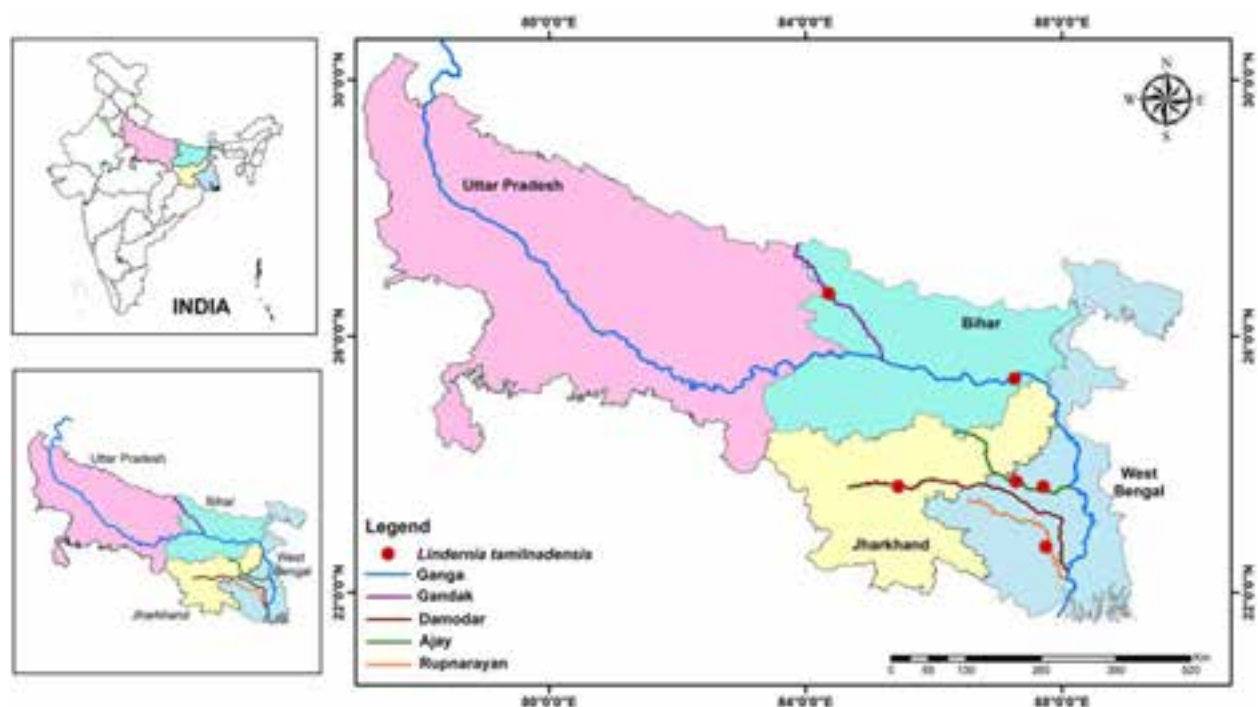 80°0'0"E 84°0'0"E 88°0'0"E
30°0'0"N
26°0'0"N
22°0'0"N
INDIA
Uttar Pradesh
Bihar
West
Bengal
Jharkhand
N
W E
S
Uttar Pradesh
Bihar
West
Bengal
Jharkhand
Legend
Lindernia tamilnadensis
Ganga
Gandak
Damodar
Ajay
Rupnarayan
30°0'0"N
26°0'0"N
22°0'0"N
80°0'0"E 84°0'0"E 88°0'0"E